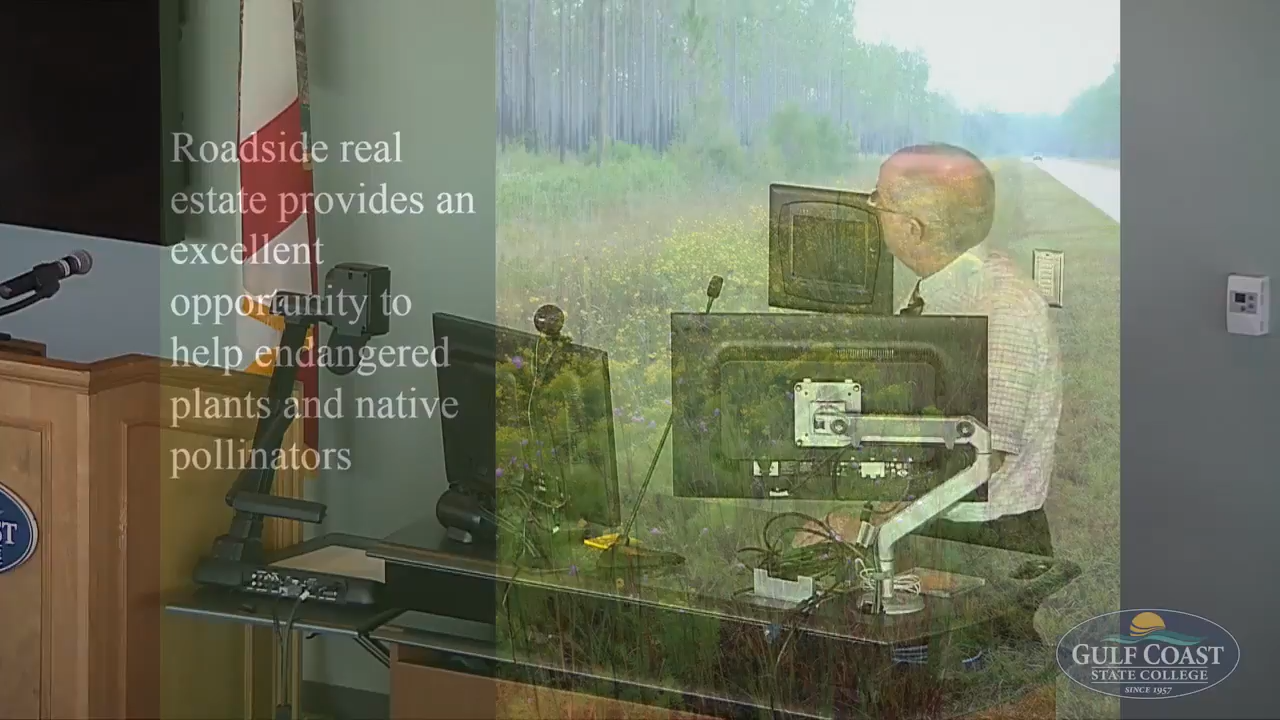 Roadside real
estate provides an
excellent
opportunity to
help endangered
plants and native
pollinators
GULF COAST
STATE COLLEGE
SINCE 1957